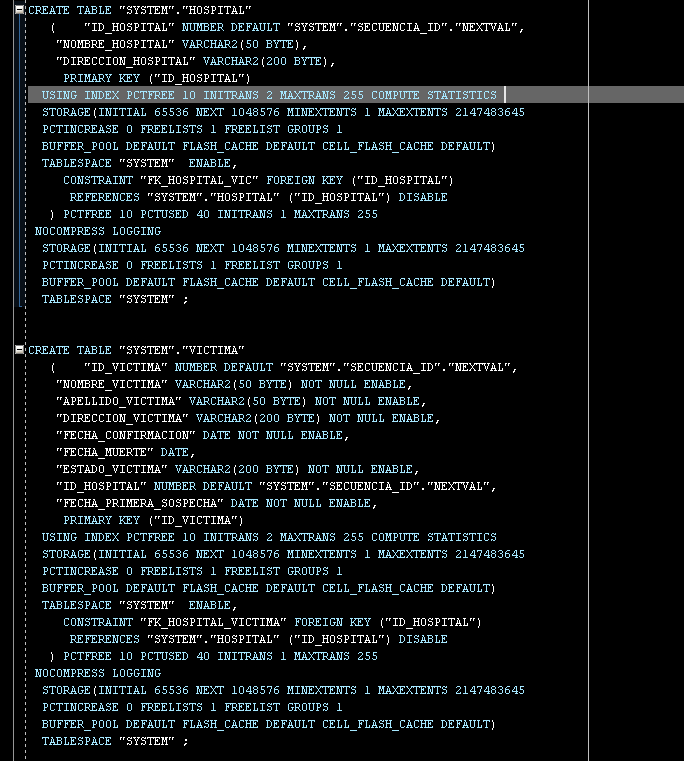 CREATE TABLE "SYSTEM"."HOSPITAL"
( "ID_HOSPITAL" NUMBER DEFAULT "SYSTEM"."SECUENCIA_ID"."NEXTVAL",
"NOMBRE_HOSPITAL" VARCHAR2(50 BYTE),
"DIRECCION_HOSPITAL" VARCHAR2(200 BYTE),
PRIMARY KEY ("ID_HOSPITAL")
USING INDEX PCTFREE 10 INITRANS 2 MAXTRANS 255 COMPUTE STATISTICS
STORAGE(INITIAL 65536 NEXT 1048576 MINEXTENTS 1 MAXEXTENTS 2147483645
PCTINCREASE 0 FREELISTS 1 FREELIST GROUPS 1
BUFFER_POOL DEFAULT FLASH_CACHE DEFAULT CELL_FLASH_CACHE DEFAULT)
TABLESPACE "SYSTEM" ENABLE,
CONSTRAINT "FK_HOSPITAL_VIC" FOREIGN KEY ("ID_HOSPITAL")
REFERENCES "SYSTEM"."HOSPITAL" ("ID_HOSPITAL") DISABLE
) PCTFREE 10 PCTUSED 40 INITRANS 1 MAXTRANS 255
NOCOMPRESS LOGGING
STORAGE(INITIAL 65536 NEXT 1048576 MINEXTENTS 1 MAXEXTENTS 2147483645
PCTINCREASE 0 FREELISTS 1 FREELIST GROUPS 1
BUFFER_POOL DEFAULT FLASH_CACHE DEFAULT CELL_FLASH_CACHE DEFAULT)
TABLESPACE "SYSTEM" ;
CREATE TABLE "SYSTEM"."VICTIMA"
( "ID_VICTIMA" NUMBER DEFAULT "SYSTEM"."SECUENCIA_ID"."NEXTVAL",
"NOMBRE_VICTIMA" VARCHAR2(50 BYTE) NOT NULL ENABLE,
"APELLIDO_VICTIMA" VARCHAR2(50 BYTE) NOT NULL ENABLE,
"DIRECCION_VICTIMA" VARCHAR2(200 BYTE) NOT NULL ENABLE,
"FECHA_CONFIRMACION" DATE NOT NULL ENABLE,
"FECHA_MUERTE" DATE,
"ESTADO_VICTIMA" VARCHAR2(200 BYTE) NOT NULL ENABLE,
"ID_HOSPITAL" NUMBER DEFAULT "SYSTEM"."SECUENCIA_ID"."NEXTVAL",
"FECHA_PRIMERA_SOSPECHA" DATE NOT NULL ENABLE,
PRIMARY KEY ("ID_VICTIMA")
USING INDEX PCTFREE 10 INITRANS 2 MAXTRANS 255 COMPUTE STATISTICS
STORAGE(INITIAL 65536 NEXT 1048576 MINEXTENTS 1 MAXEXTENTS 2147483645
PCTINCREASE 0 FREELISTS 1 FREELIST GROUPS 1
BUFFER_POOL DEFAULT FLASH_CACHE DEFAULT CELL_FLASH_CACHE DEFAULT)
TABLESPACE "SYSTEM" ENABLE,
CONSTRAINT "FK_HOSPITAL_VICTIMA" FOREIGN KEY ("ID_HOSPITAL")
REFERENCES "SYSTEM"."HOSPITAL" ("ID_HOSPITAL") DISABLE
) PCTFREE 10 PCTUSED 40 INITRANS 1 MAXTRANS 255
NOCOMPRESS LOGGING
STORAGE(INITIAL 65536 NEXT 1048576 MINEXTENTS 1 MAXEXTENTS 2147483645
PCTINCREASE 0 FREELISTS 1 FREELIST GROUPS 1
BUFFER_POOL DEFAULT FLASH_CACHE DEFAULT CELL_FLASH_CACHE DEFAULT)
TABLESPACE "SYSTEM" ;